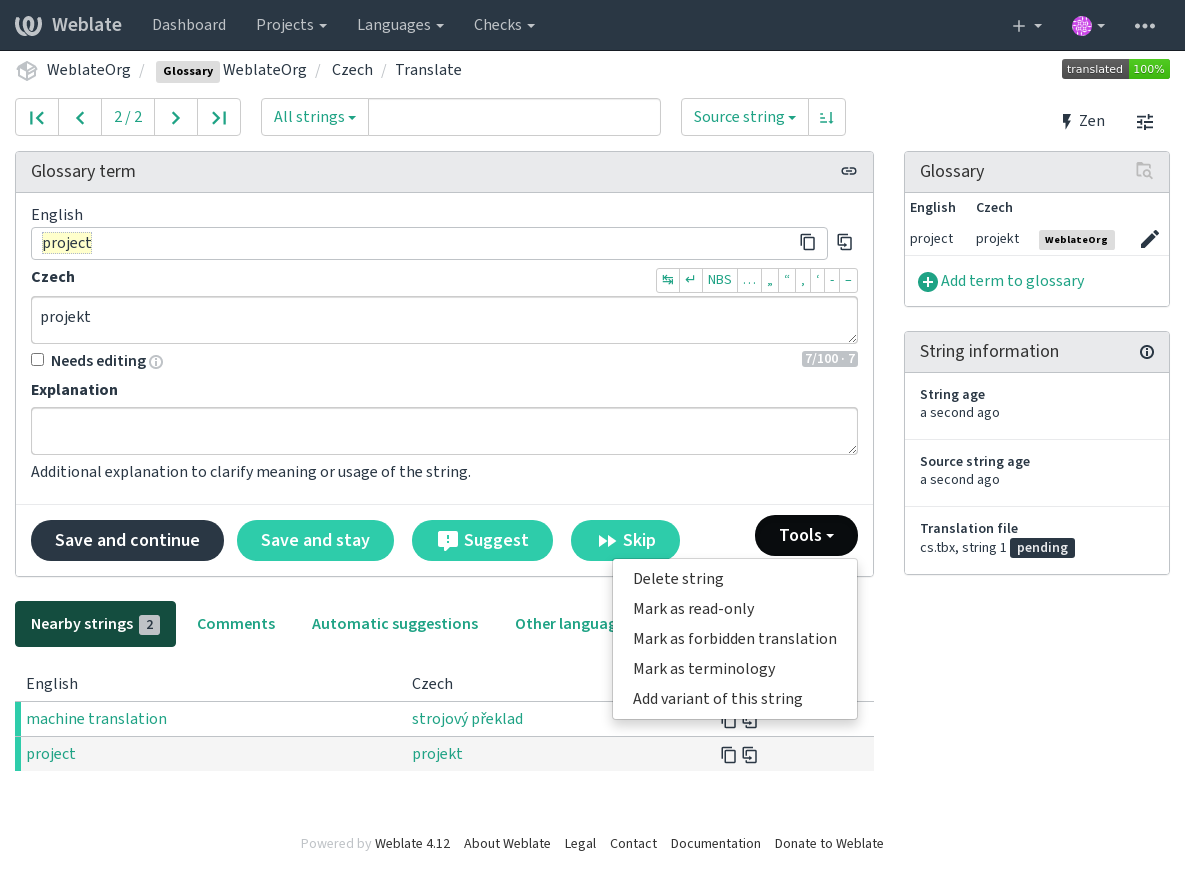 Weblate Dashboard Projects Languages Checks
WeblateOrg / Glossary WeblateOrg / Czech / Translate translated 100%
2 / 2 All strings Source string Zen
Glossary term
English
project
Czech
↹ ↵ NBS … „ “ ‚ ‘ - –
projekt
Needs editing 7/100 · 7
Explanation
Additional explanation to clarify meaning or usage of the string.
Save and continue Save and stay Suggest Skip Tools
Delete string
Mark as read-only
Mark as forbidden translation
Mark as terminology
Add variant of this string
Nearby strings 2 Comments Automatic suggestions Other
English Czech
machine translation strojový překlad
project projekt
Glossary
English Czech
project projekt WeblateOrg
Add term to glossary
String information
String age
a second ago
Source string age
a second ago
Translation file
cs.tbx, string 1 pending
Powered by Weblate 4.12 About Weblate Legal Contact Documentation Donate to Weblate